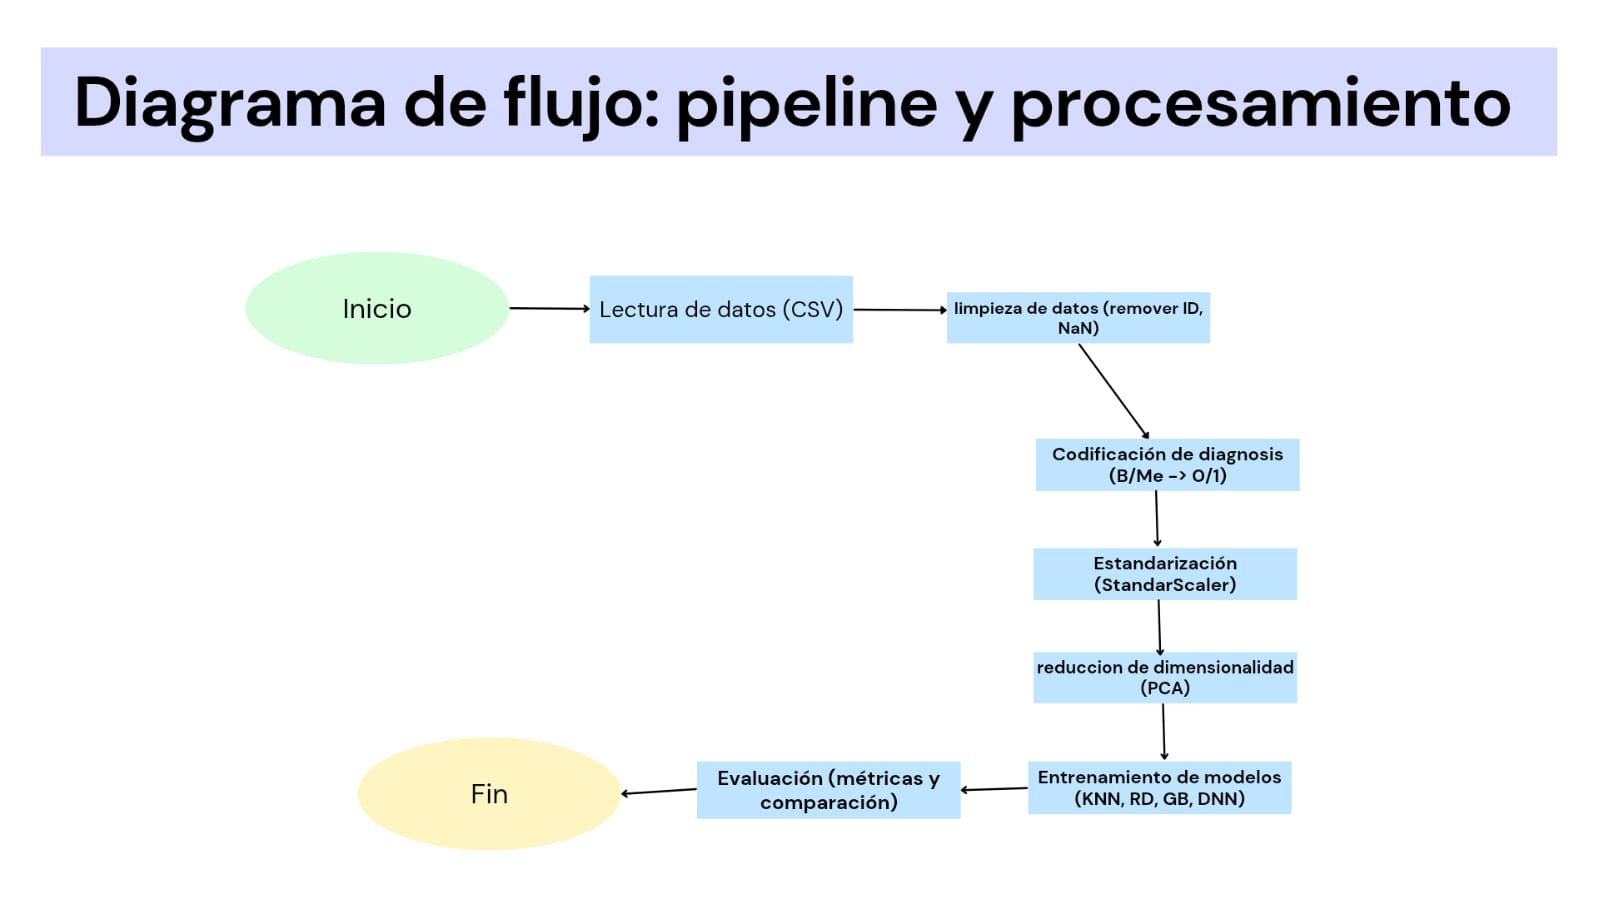 Diagrama de flujo: pipeline y procesamiento
Inicio
Lectura de datos (CSV)
limpieza de datos (remover ID,
NaN)
Codificación de diagnosis
(B/Me -> 0/1)
Estandarización
(StandarScaler)
reduccion de dimensionalidad
(PCA)
Entrenamiento de modelos
(KNN, RD, GB, DNN)
Evaluación (métricas y
comparación)
Fin